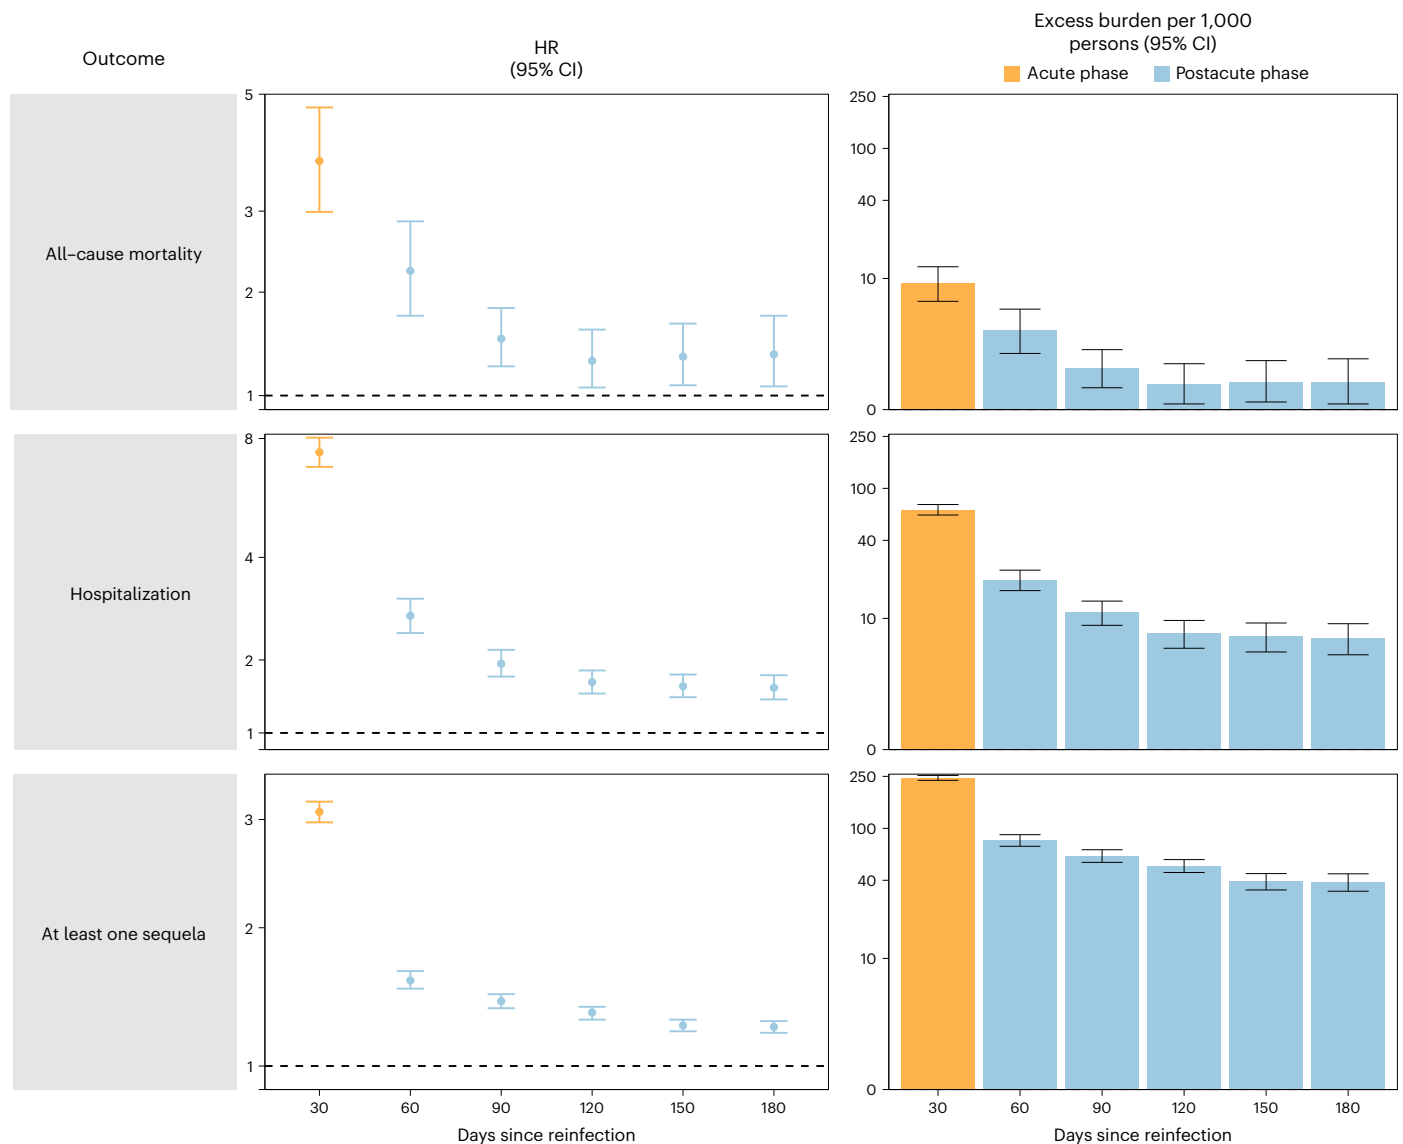 Outcome
HR
(95% CI)
Excess burden per 1,000
persons (95% CI)
Acute phase
Postacute phase
All–cause mortality
5
3
2
1
250
100
40
10
0
Hospitalization
8
4
2
1
250
100
40
10
0
At least one sequela
3
2
1
250
100
40
10
0
30 60 90 120 150 180
Days since reinfection
30 60 90 120 150 180
Days since reinfection